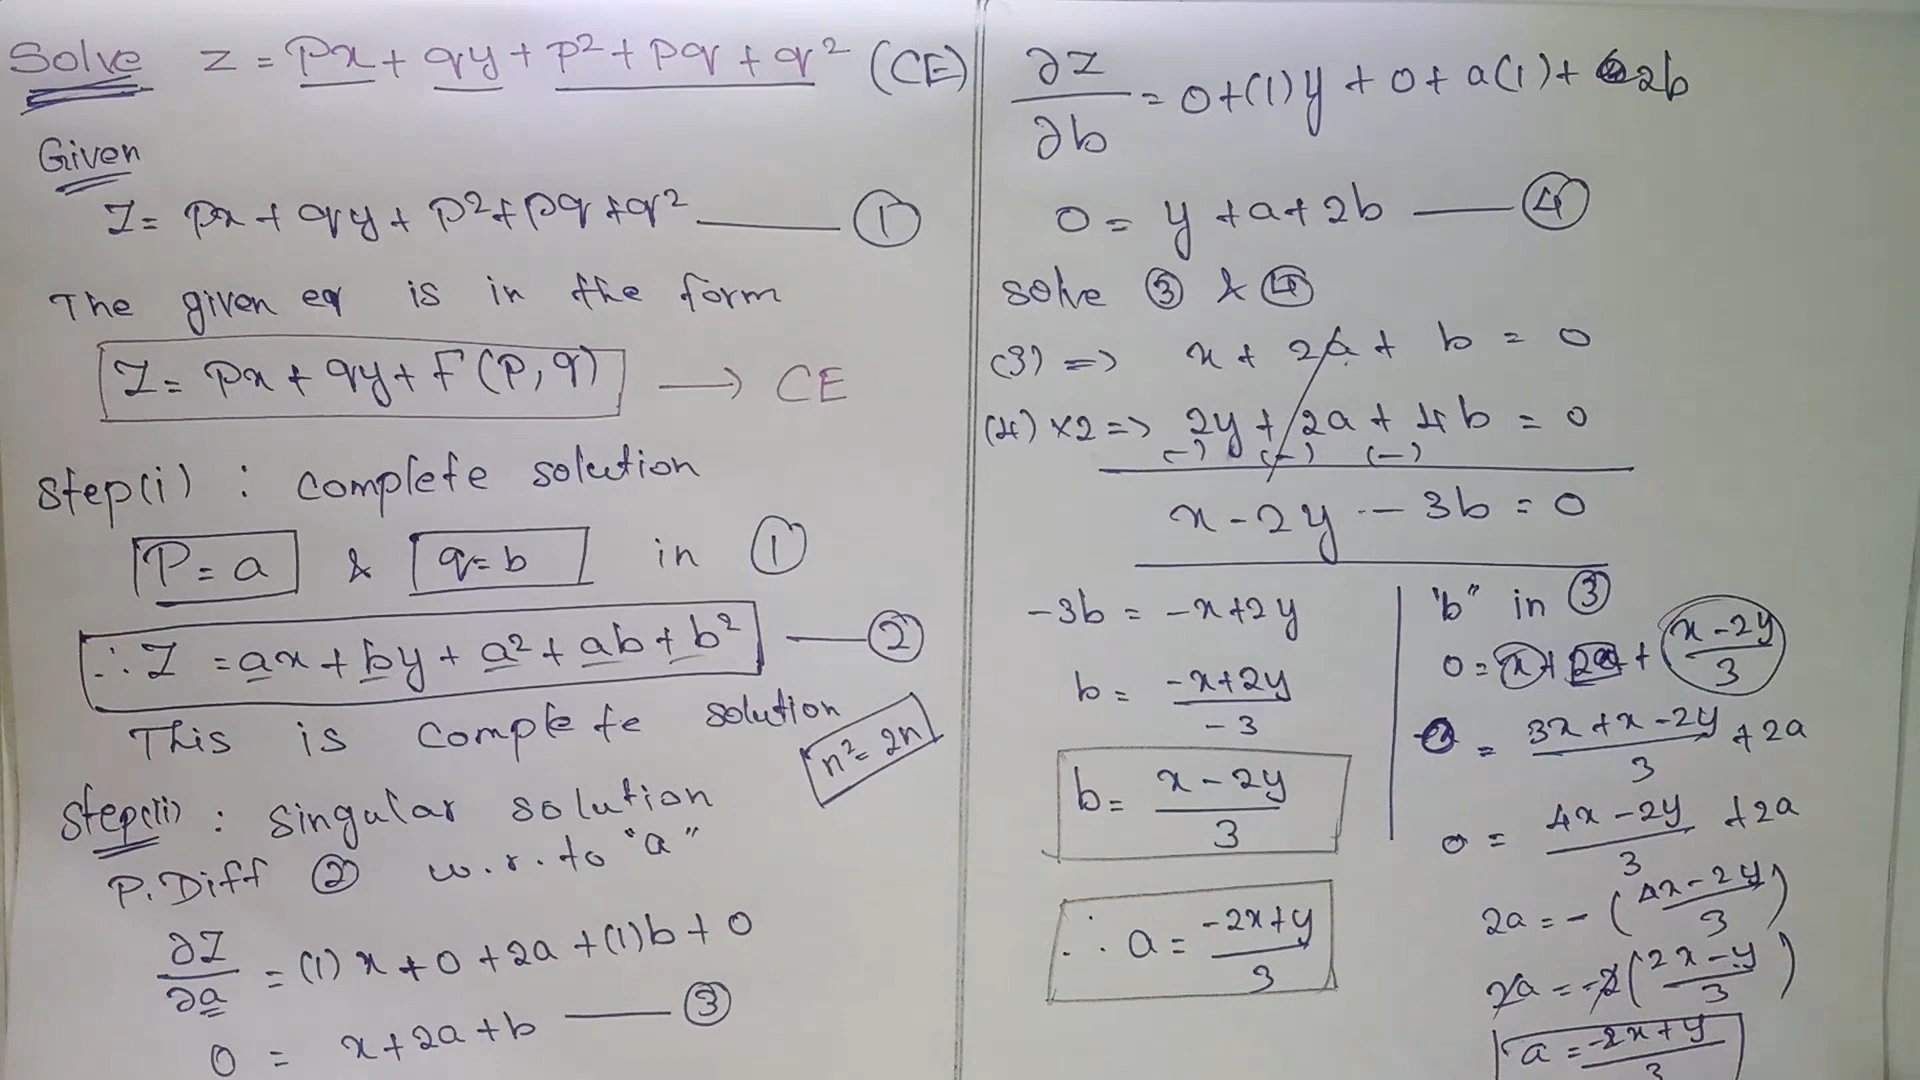 Solve z = px + qy + p² + pq + q² (CE)
Given
Z = px + qy + p² + pq + q² —— ①
The given eq is in the form
Z = px + qy + F(P, q) → CE
Step(i) : complete solution
P = a & q = b in ①
∴ Z = ax + by + a² + ab + b² —— ②
This is complete solution
n² = 2n
Step(ii) : singular solution
P. Diff ② w.r.to "a"
∂Z/∂a = (1)x + 0 + 2a + (1)b + 0
0 = x + 2a + b —— ③
∂Z/∂b = 0 + (1)y + 0 + a(1) + 2b
0 = y + a + 2b —— ④
solve ③ & ④
(3) => x + 2a + b = 0
(4) ×2 => 2y + 2a + 4b = 0
(-) (-) (-)
x - 2y - 3b = 0
-3b = -x + 2y
b = (-x + 2y)/-3
b = (x - 2y)/3
∴ a = (-2x + y)/3
"b" in ③
0 = x + 2a + (x - 2y)/3
0 = (3x + x - 2y)/3 + 2a
0 = (4x - 2y)/3 + 2a
2a = - ((4x - 2y)/3)
2a = -2((2x - y)/3)
a = (-2x + y)/3